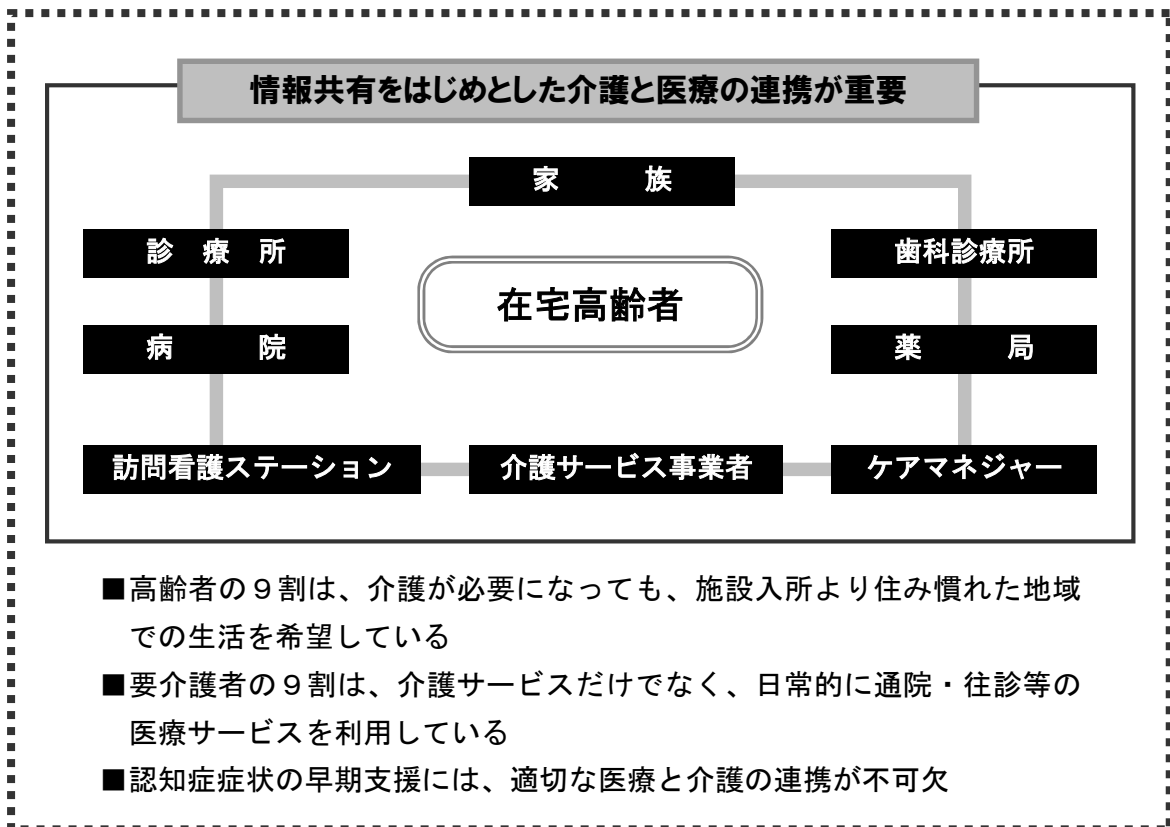 情報共有をはじめとした介護と医療の連携が重要
家族
診療所
歯科診療所
在宅高齢者
病院
薬局
訪問看護ステーション
介護サービス事業者
ケアマネジャー
■高齢者の９割は、介護が必要になっても、施設入所より住み慣れた地域
での生活を希望している
■要介護者の９割は、介護サービスだけでなく、日常的に通院・往診等の
医療サービスを利用している
■認知症症状の早期支援には、適切な医療と介護の連携が不可欠